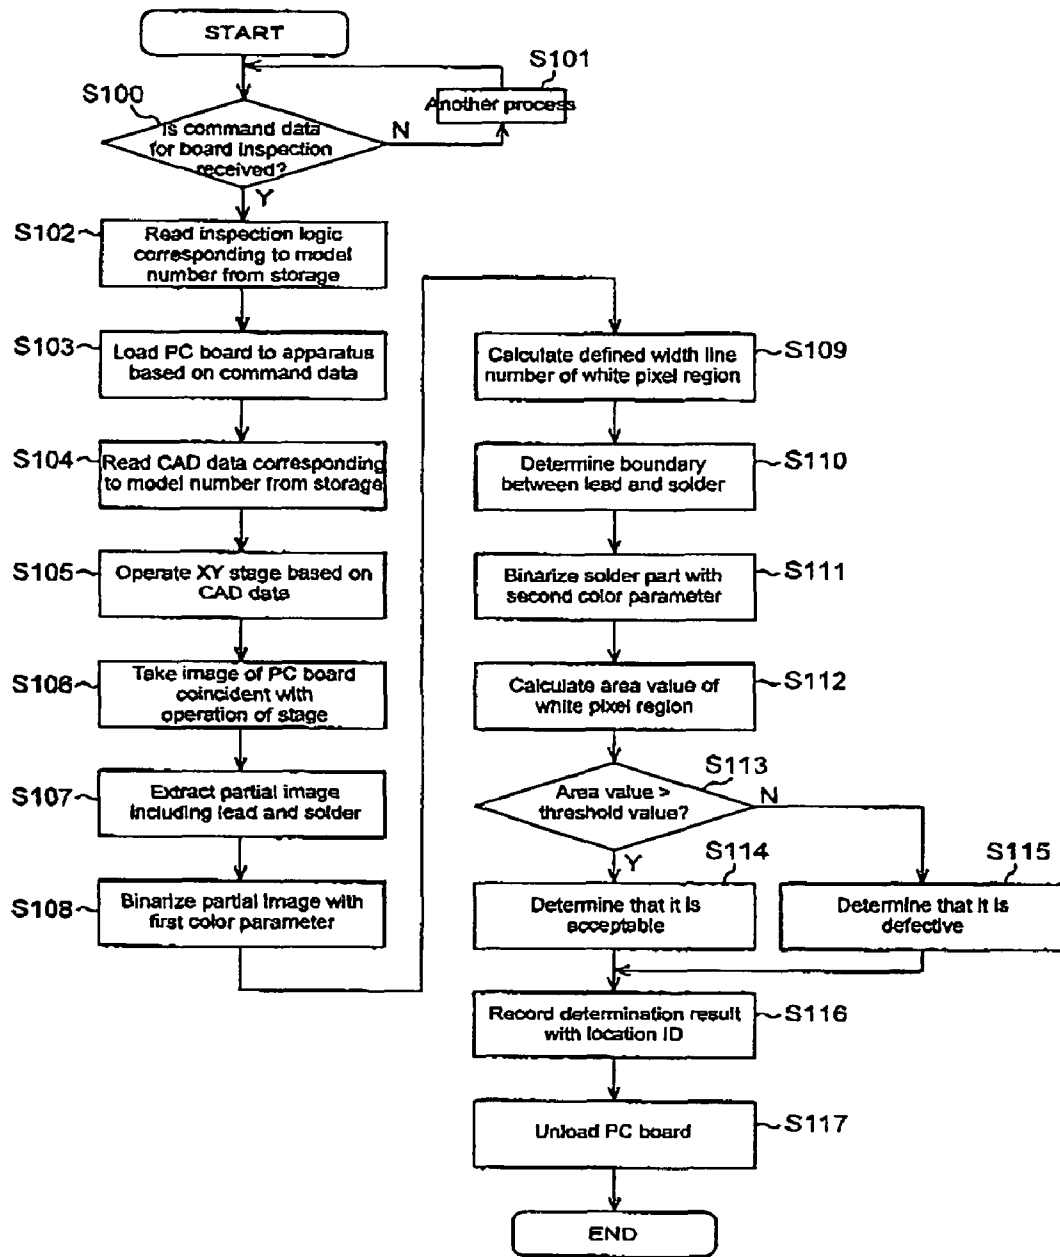 START
S101
Another process
S100
Is command data
for board inspection
received?
N
Y
S102
Read inspection logic
corresponding to model
number from storage
S103
Load PC board to apparatus
based on command data
S104
Read CAD data corresponding
to model number from storage
S105
Operate XY stage based on
CAD data
S106
Take image of PC board
coincident with
operation of stage
S107
Extract partial image
including lead and solder
S108
Binarize partial image with
first color parameter
Calculate defined width line
number of white pixel region
S109
Determine boundary
between lead and solder
S110
Binarize solder part with
second color parameter
S111
Calculate area value of
white pixel region
S112
S113
Area value >
threshold value?
N
Y
S114
Determine that it is
acceptable
S115
Determine that it is
defective
Record determination result
with location ID
S116
Unload PC board
S117
END